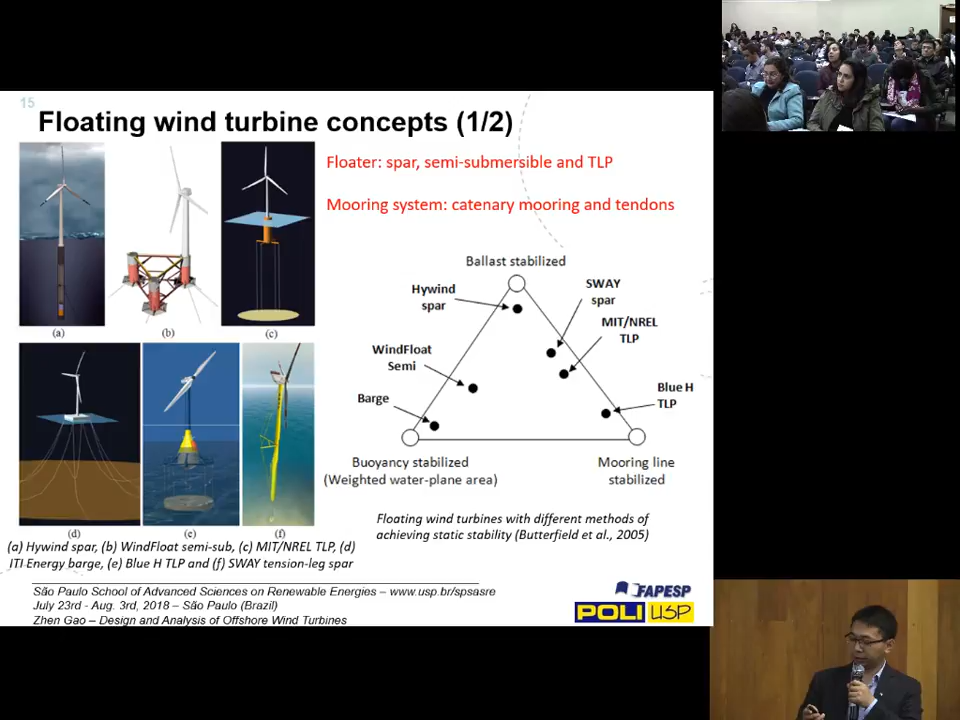 15
Floating wind turbine concepts (1/2)
Floater: spar, semi-submersible and TLP
Mooring system: catenary mooring and tendons
(a)
(b)
(c)
(d)
(e)
(f)
(a) Hywind spar, (b) WindFloat semi-sub, (c) MIT/NREL TLP, (d)
ITI Energy barge, (e) Blue H TLP and (f) SWAY tension-leg spar
Ballast stabilized
Hywind
spar
SWAY
spar
MIT/NREL
TLP
WindFloat
Semi
Barge
Blue H
TLP
Buoyancy stabilized
(Weighted water-plane area)
Mooring line
stabilized
Floating wind turbines with different methods of
achieving static stability (Butterfield et al., 2005)
São Paulo School of Advanced Sciences on Renewable Energies – www.usp.br/spsasre
July 23rd - Aug. 3rd, 2018 – São Paulo (Brazil)
Zhen Gao – Design and Analysis of Offshore Wind Turbines
FAPESP
POLI USP